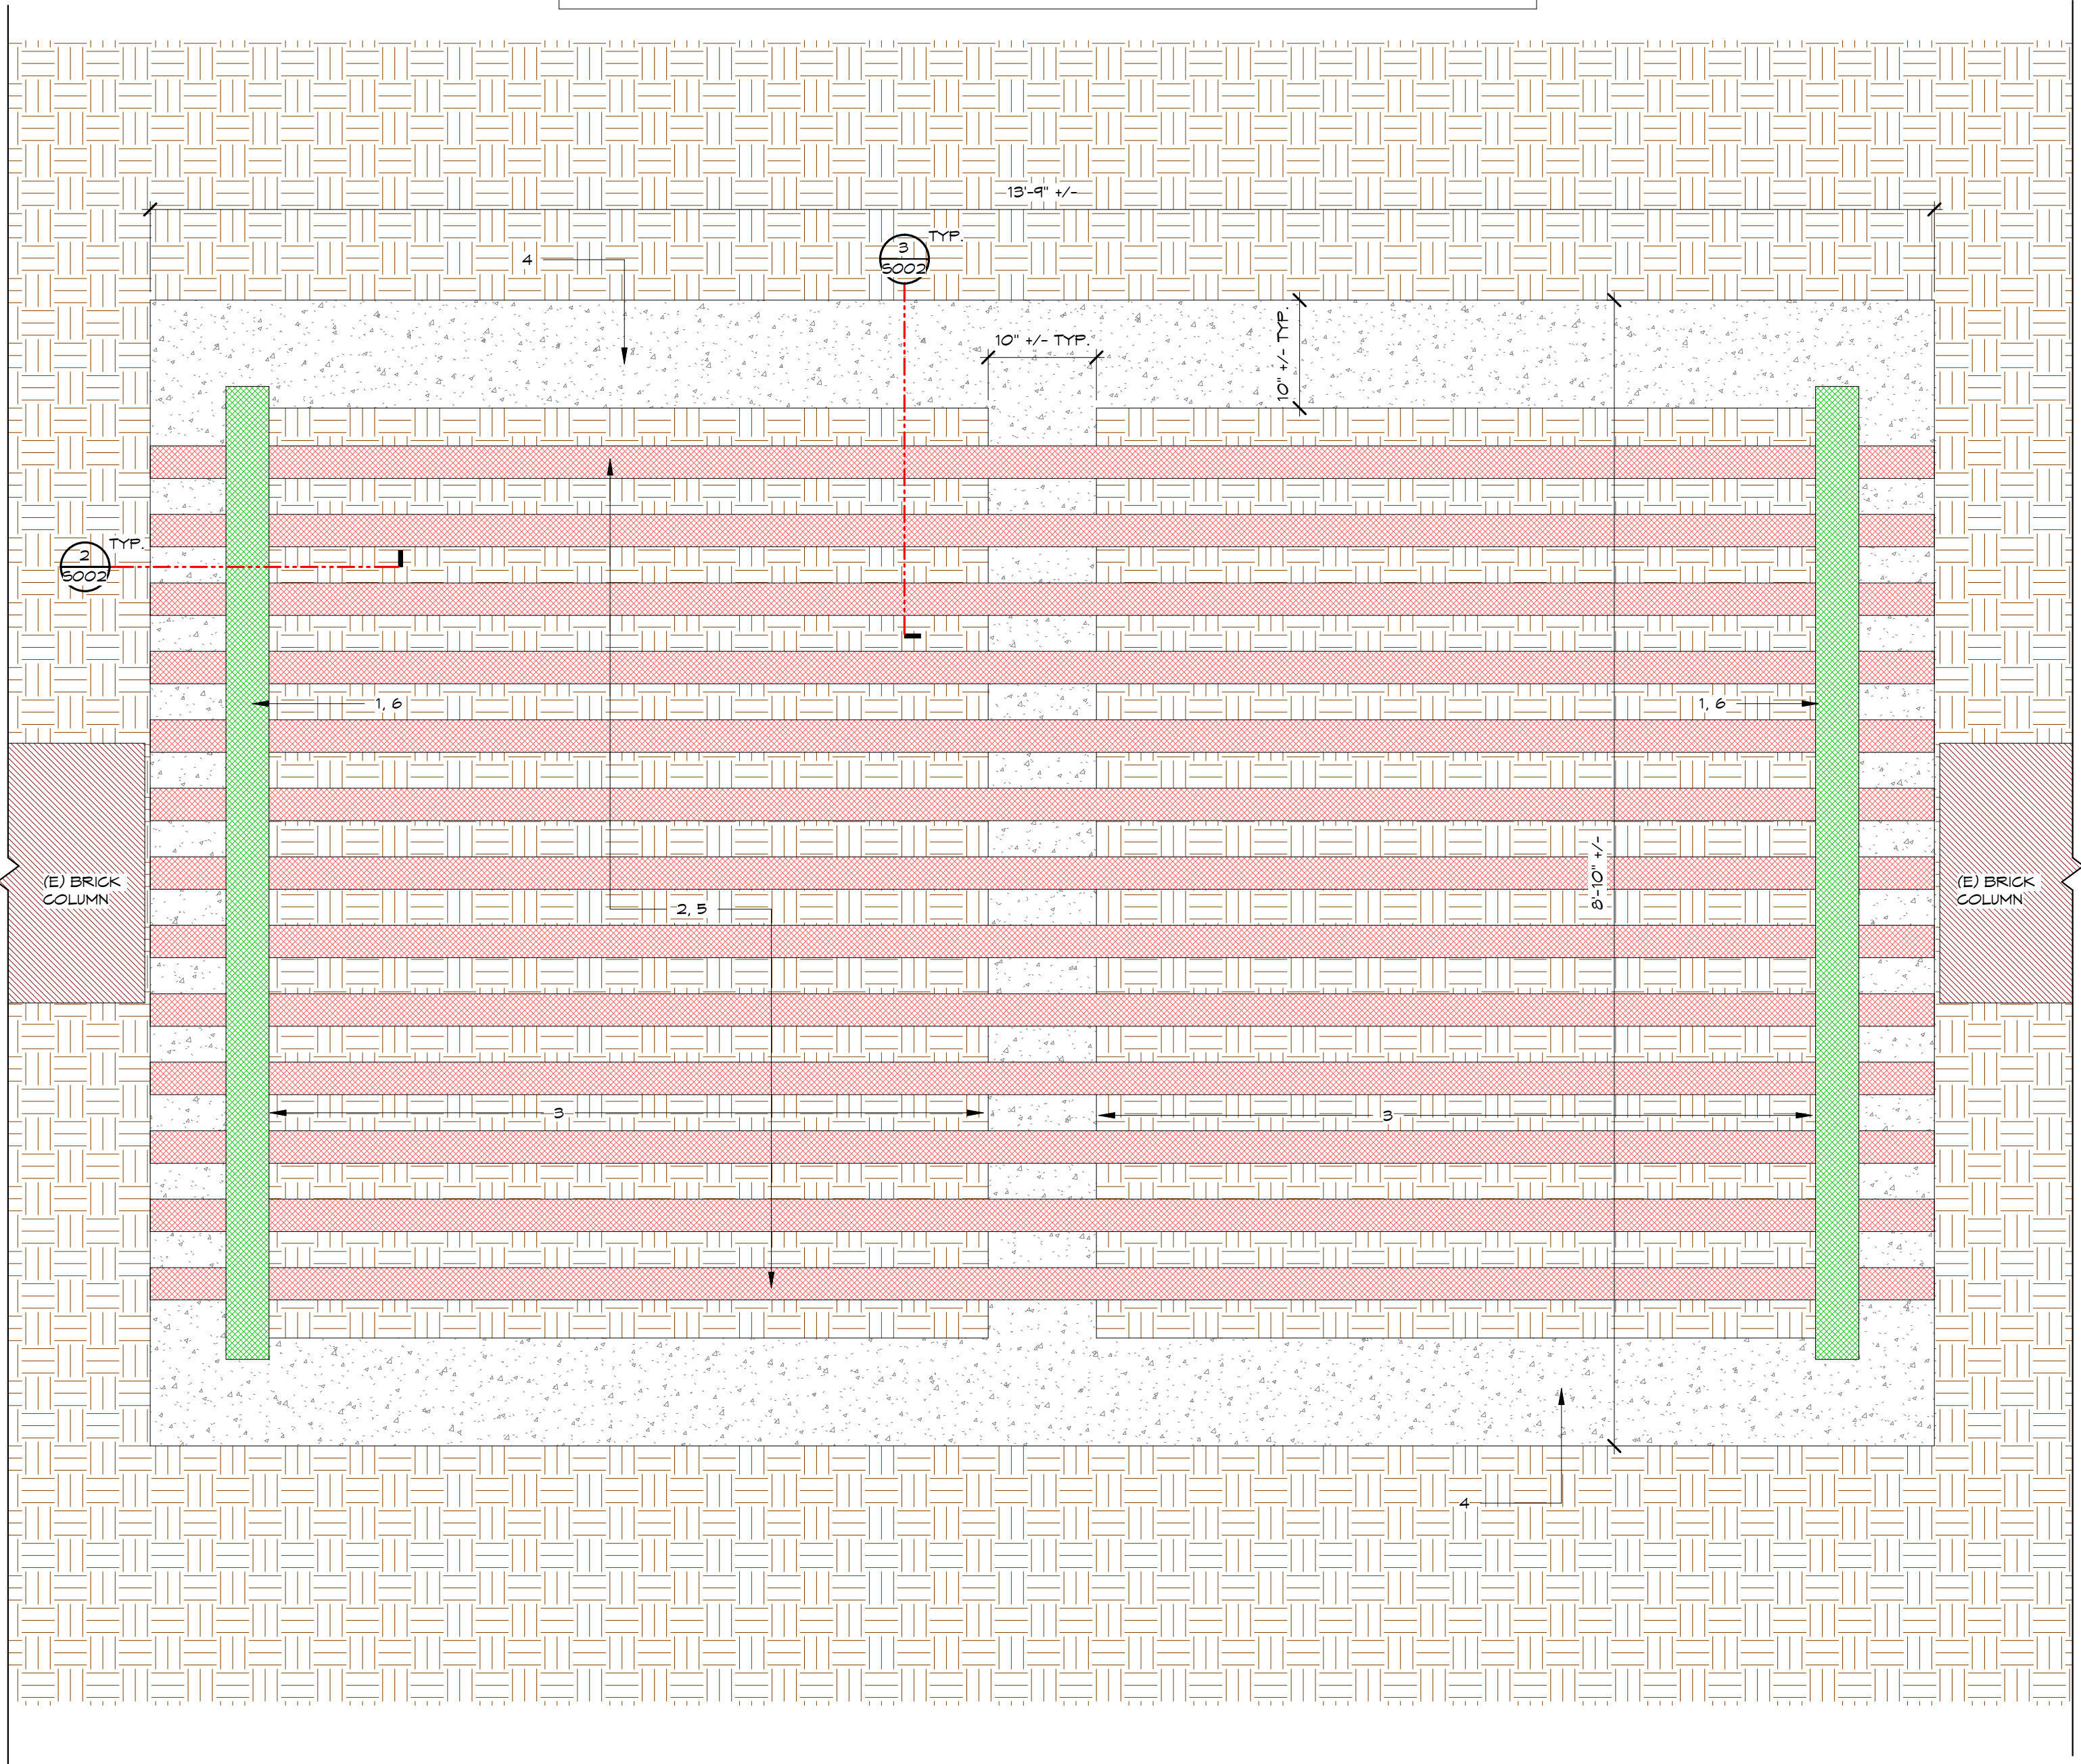 13'-9" +/-
3
S002
TYP.
4
10" +/- TYP.
10" +/- TYP.
2
S002
TYP.
1, 6
1, 6
(E) BRICK
COLUMN
8'-10" +/-
(E) BRICK
COLUMN
2, 5
3
3
4